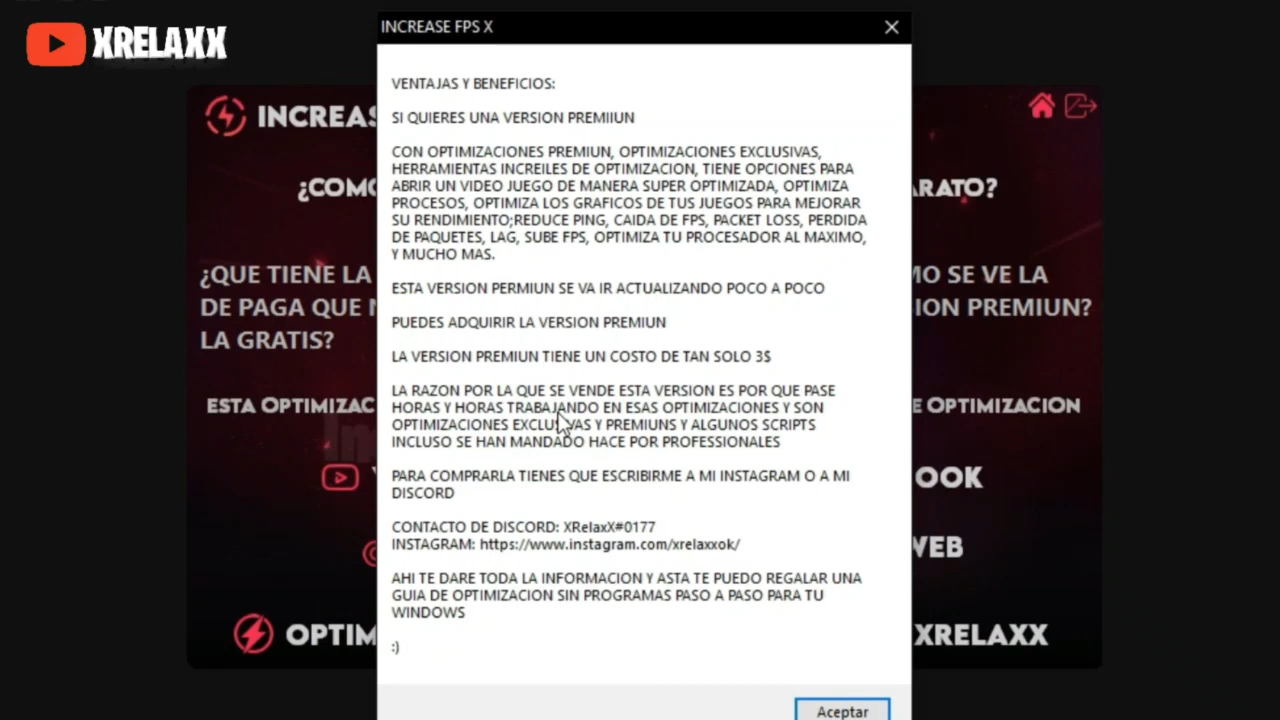 XRELAXX
INCREASE FPS X
VENTAJAS Y BENEFICIOS:
SI QUIERES UNA VERSION PREMIIUN
CON OPTIMIZACIONES PREMIUN, OPTIMIZACIONES EXCLUSIVAS,
HERRAMIENTAS INCREILES DE OPTIMIZACION, TIENE OPCIONES PARA
ABRIR UN VIDEO JUEGO DE MANERA SUPER OPTIMIZADA, OPTIMIZA
PROCESOS, OPTIMIZA LOS GRAFICOS DE TUS JUEGOS PARA MEJORAR
SU RENDIMIENTO;REDUCE PING, CAIDA DE FPS, PACKET LOSS, PERDIDA
DE PAQUETES, LAG, SUBE FPS, OPTIMIZA TU PROCESADOR AL MAXIMO,
Y MUCHO MAS.
ESTA VERSION PERMIUN SE VA IR ACTUALIZANDO POCO A POCO
PUEDES ADQUIRIR LA VERSION PREMIUN
LA VERSION PREMIUN TIENE UN COSTO DE TAN SOLO 3$
LA RAZON POR LA QUE SE VENDE ESTA VERSION ES POR QUE PASE
HORAS Y HORAS TRABAJANDO EN ESAS OPTIMIZACIONES Y SON
OPTIMIZACIONES EXCLUSIVAS Y PREMIUNS Y ALGUNOS SCRIPTS
INCLUSO SE HAN MANDADO HACE POR PROFESSIONALES
PARA COMPRARLA TIENES QUE ESCRIBIRME A MI INSTAGRAM O A MI
DISCORD
CONTACTO DE DISCORD: XRelaxX#0177
INSTAGRAM: https://www.instagram.com/xrelaxxok/
AHI TE DARE TODA LA INFORMACION Y ASTA TE PUEDO REGALAR UNA
GUIA DE OPTIMIZACION SIN PROGRAMAS PASO A PASO PARA TU
WINDOWS
:)
Aceptar
INCREAS
¿COMO
ARATO?
¿QUE TIENE LA
DE PAGA QUE N
LA GRATIS?
MO SE VE LA
ION PREMIUN?
ESTA OPTIMIZAC
E OPTIMIZACION
OOK
WEB
OPTIM
XRELAXX